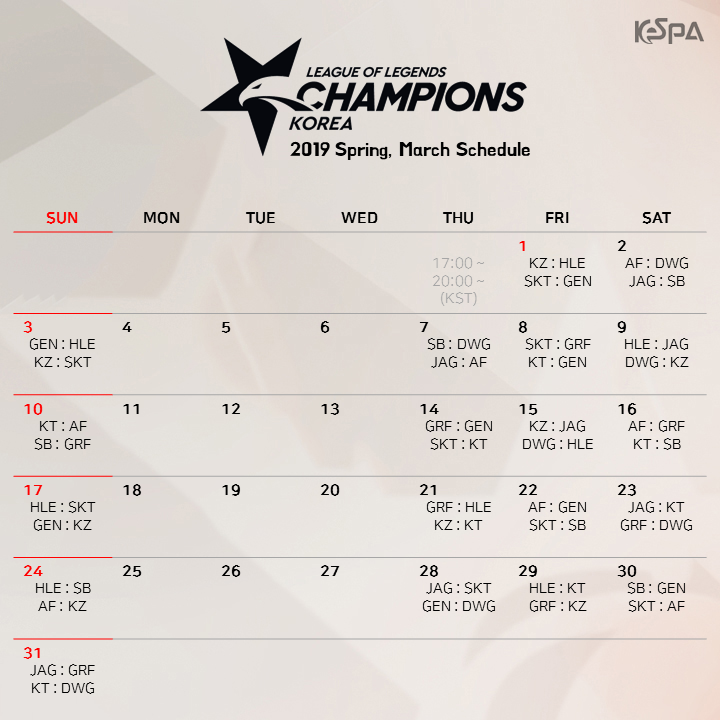 KeSPA
LEAGUE OF LEGENDS
CHAMPIONS
KOREA
2019 Spring, March Schedule
SUN MON TUE WED THU FRI SAT
17:00 ~
20:00 ~
(KST)
1
KZ : HLE
SKT : GEN
2
AF : DWG
JAG : SB
3
GEN : HLE
KZ : SKT
4
5
6
7
SB : DWG
JAG : AF
8
SKT : GRF
KT : GEN
9
HLE : JAG
DWG : KZ
10
KT : AF
SB : GRF
11
12
13
14
GRF : GEN
SKT : KT
15
KZ : JAG
DWG : HLE
16
AF : GRF
KT : SB
17
HLE : SKT
GEN : KZ
18
19
20
21
GRF : HLE
KZ : KT
22
AF : GEN
SKT : SB
23
JAG : KT
GRF : DWG
24
HLE : SB
AF : KZ
25
26
27
28
JAG : SKT
GEN : DWG
29
HLE : KT
GRF : KZ
30
SB : GEN
SKT : AF
31
JAG : GRF
KT : DWG